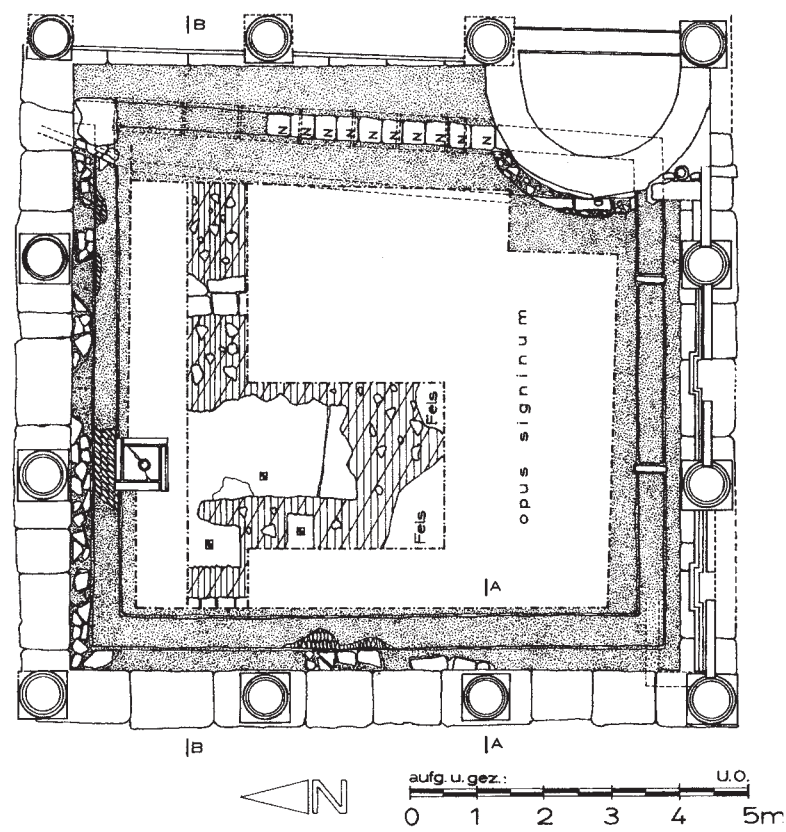 B
N N N N N N N N N N
opus signinum
Fels
Fels
A
B
A
N
aufg. u. gez.: U.O.
0 1 2 3 4 5m